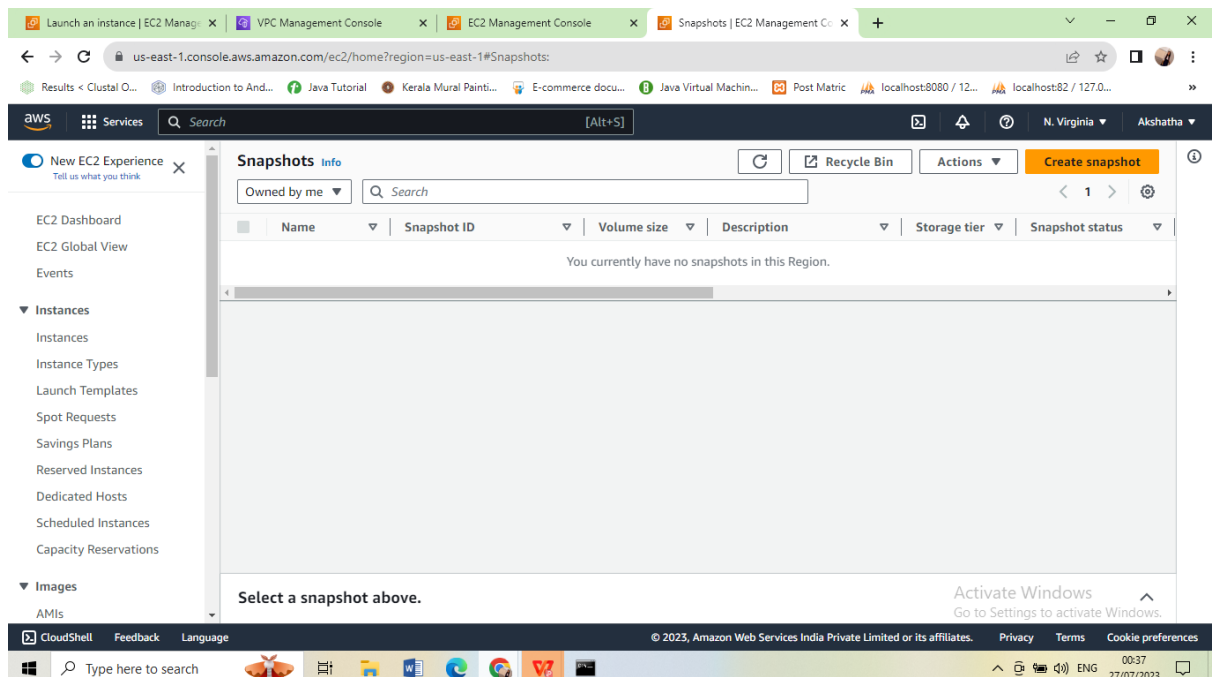 Launch an instance | EC2 Manage
VPC Management Console
EC2 Management Console
Snapshots | EC2 Management Co
us-east-1.console.aws.amazon.com/ec2/home?region=us-east-1#Snapshots:
Results < Clustal O...
Introduction to And...
Java Tutorial
Kerala Mural Painti...
E-commerce docu...
Java Virtual Machin...
Post Matric
localhost:8080 / 12...
localhost:82 / 127.0...
»
aws
Services
Search
[Alt+S]
N. Virginia
Akshatha
New EC2 Experience
Tell us what you think
EC2 Dashboard
EC2 Global View
Events
Instances
Instances
Instance Types
Launch Templates
Spot Requests
Savings Plans
Reserved Instances
Dedicated Hosts
Scheduled Instances
Capacity Reservations
Images
AMIs
Snapshots Info
Recycle Bin
Actions
Create snapshot
Owned by me
Search
1
Name
Snapshot ID
Volume size
Description
Storage tier
Snapshot status
You currently have no snapshots in this Region.
Select a snapshot above.
Activate Windows
Go to Settings to activate Windows.
CloudShell
Feedback
Language
© 2023, Amazon Web Services India Private Limited or its affiliates.
Privacy
Terms
Cookie preferences
Type here to search
ENG
00:37
27/07/2023